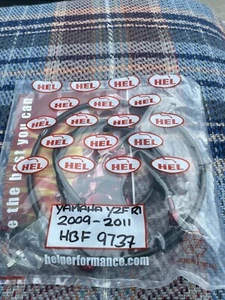 HEL HEL HEL HEL
HEL HEL HEL
HEL HEL HEL HEL
HEL HEL HEL
HEL HEL HEL HEL
HEL HEL
e the best you can
YAMAHA YZF R1
2009-2011
HBF 9737
helperformance.com